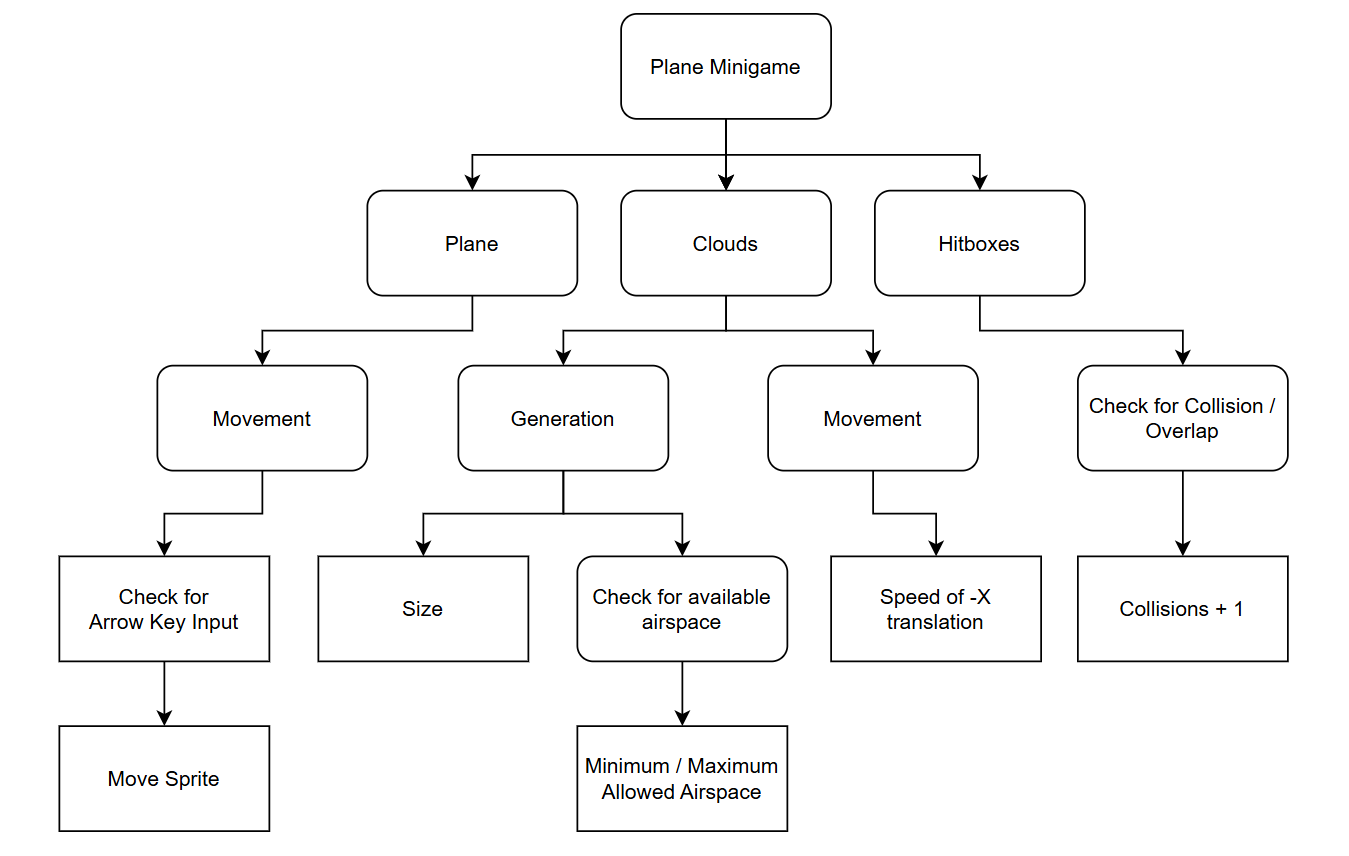 Plane Minigame
Plane
Clouds
Hitboxes
Movement
Generation
Movement
Check for Collision /
Overlap
Check for
Arrow Key Input
Size
Check for available
airspace
Speed of -X
translation
Collisions + 1
Move Sprite
Minimum / Maximum
Allowed Airspace